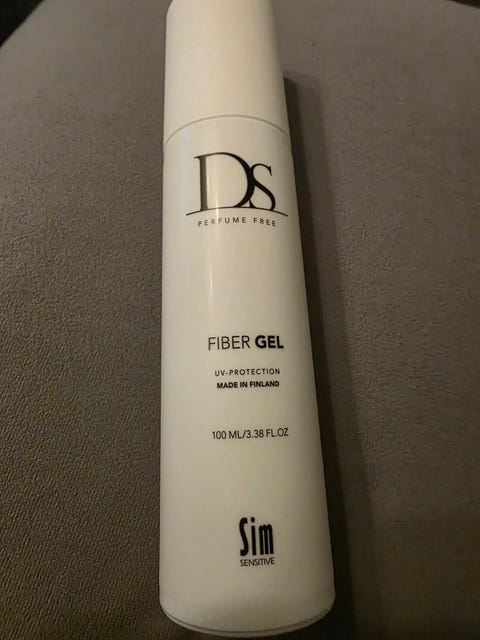 DS
PERFUME FREE
FIBER GEL
UV-PROTECTION
MADE IN FINLAND
100 ML/3.38 FL.OZ
Sim
SENSITIVE